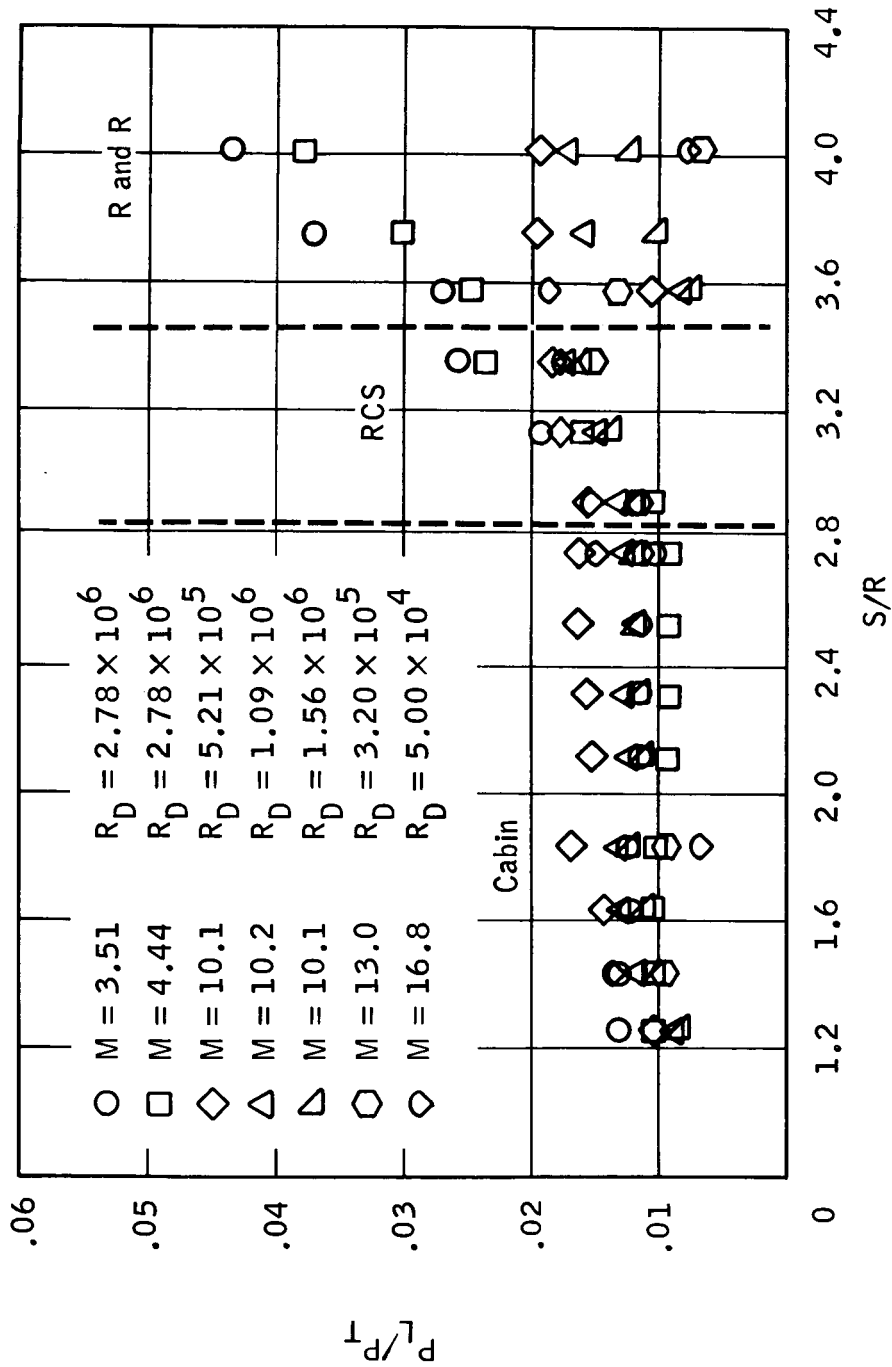 .06
.05
.04
.03
.02
.01
0
P_L/P_T
M = 3.51 R_D = 2.78 × 10^6
M = 4.44 R_D = 2.78 × 10^6
M = 10.1 R_D = 5.21 × 10^5
M = 10.2 R_D = 1.09 × 10^6
M = 10.1 R_D = 1.56 × 10^6
M = 13.0 R_D = 3.20 × 10^5
M = 16.8 R_D = 5.00 × 10^4
Cabin
RCS
R and R
1.2 1.6 2.0 2.4 2.8 3.2 3.6 4.0 4.4
S/R